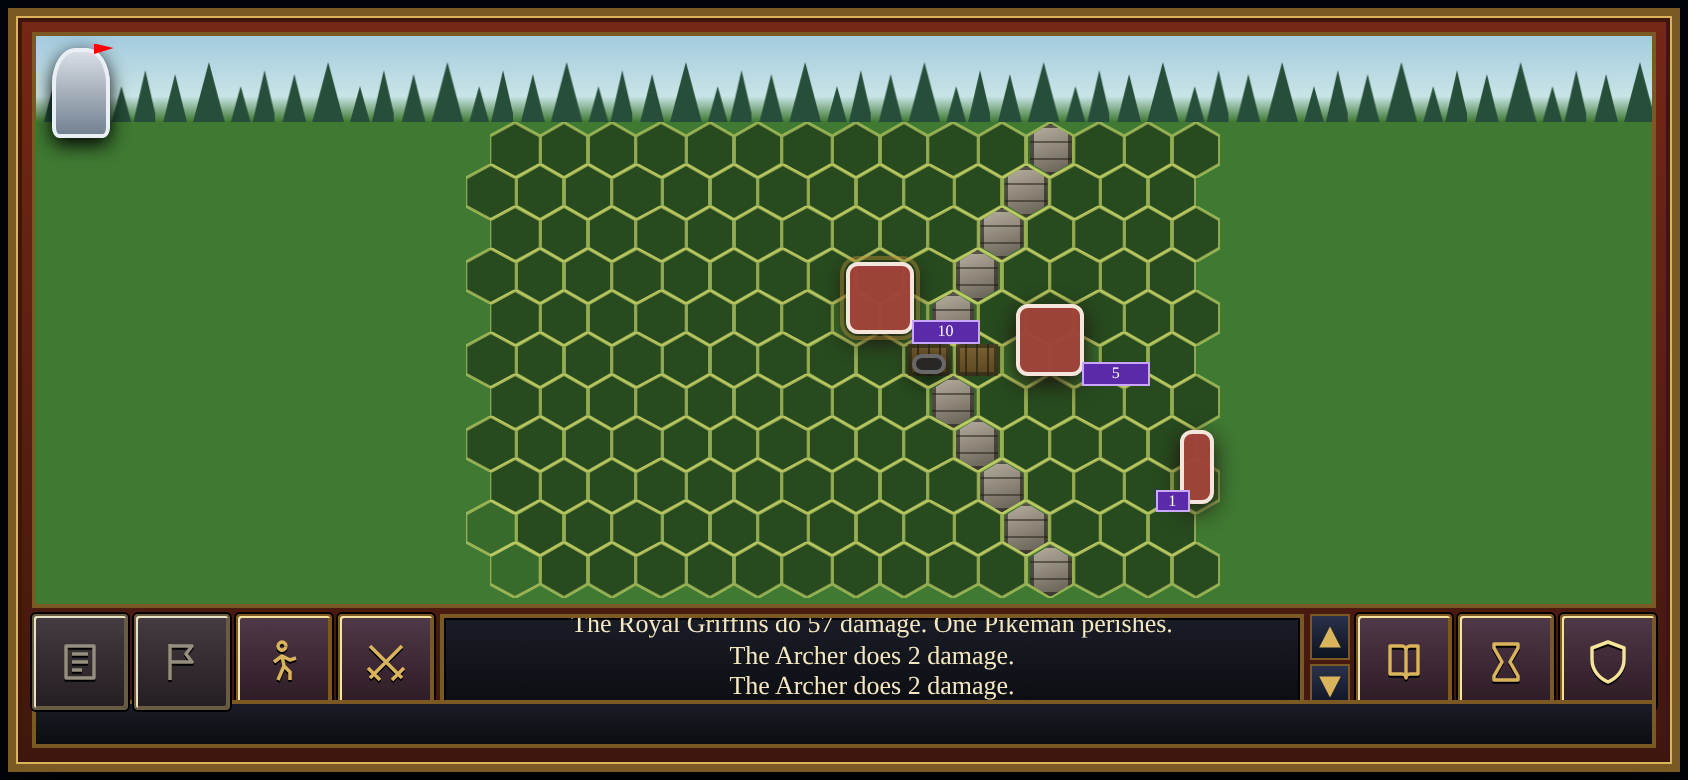 10
5
1
The Royal Griffins do 57 damage. One Pikeman perishes.
The Archer does 2 damage.
The Archer does 2 damage.